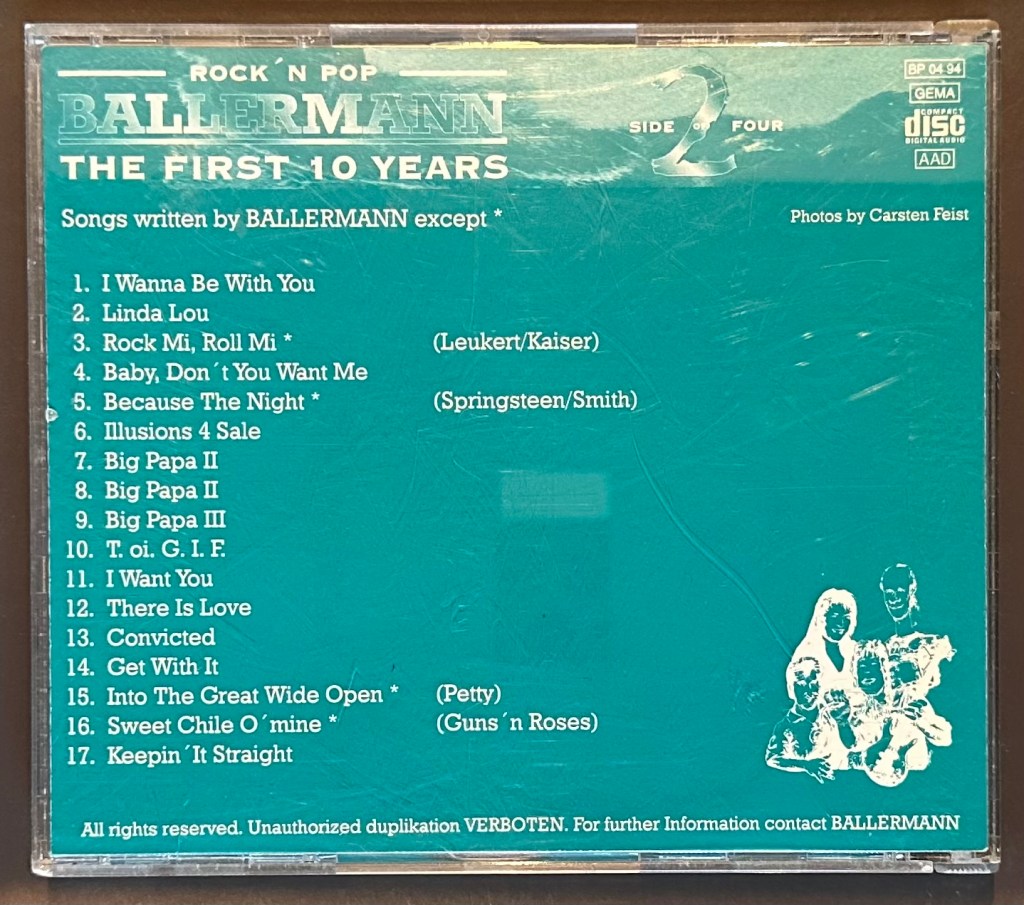 ROCK´N POP
BALLERMANN
THE FIRST 10 YEARS
SIDE 2 OF FOUR
BP 04 94
GEMA
COMPACT
disc
DIGITAL AUDIO
AAD
Songs written by BALLERMANN except *
Photos by Carsten Feist
1. I Wanna Be With You
2. Linda Lou
3. Rock Mi, Roll Mi * (Leukert/Kaiser)
4. Baby, Don´t You Want Me
5. Because The Night * (Springsteen/Smith)
6. Illusions 4 Sale
7. Big Papa II
8. Big Papa II
9. Big Papa III
10. T. oi. G. I. F.
11. I Want You
12. There Is Love
13. Convicted
14. Get With It
15. Into The Great Wide Open * (Petty)
16. Sweet Chile O´mine * (Guns´n Roses)
17. Keepin´It Straight
All rights reserved. Unauthorized duplikation VERBOTEN. For further Information contact BALLERMANN